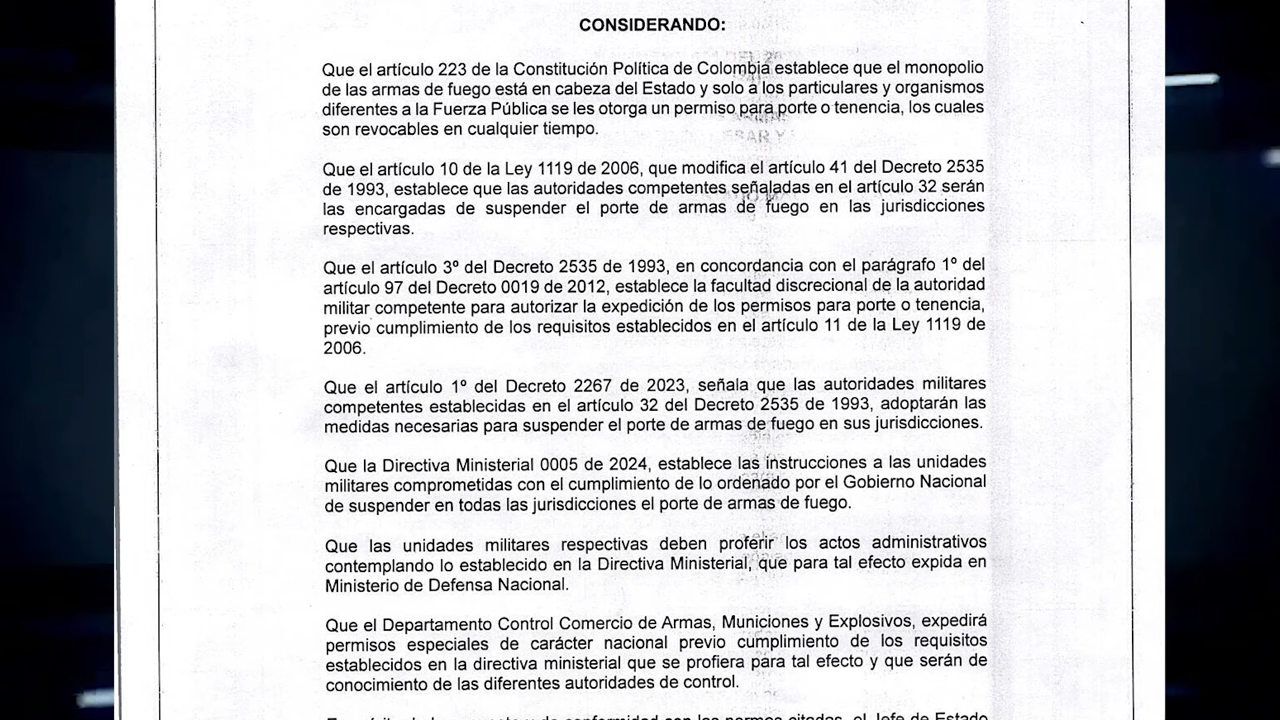 CONSIDERANDO:
Que el artículo 223 de la Constitución Política de Colombia establece que el monopolio
de las armas de fuego está en cabeza del Estado y solo a los particulares y organismos
diferentes a la Fuerza Pública se les otorga un permiso para porte o tenencia, los cuales
son revocables en cualquier tiempo.
Que el artículo 10 de la Ley 1119 de 2006, que modifica el artículo 41 del Decreto 2535
de 1993, establece que las autoridades competentes señaladas en el artículo 32 serán
las encargadas de suspender el porte de armas de fuego en las jurisdicciones
respectivas.
Que el artículo 3º del Decreto 2535 de 1993, en concordancia con el parágrafo 1º del
artículo 97 del Decreto 0019 de 2012, establece la facultad discrecional de la autoridad
militar competente para autorizar la expedición de los permisos para porte o tenencia,
previo cumplimiento de los requisitos establecidos en el artículo 11 de la Ley 1119 de
2006.
Que el artículo 1º del Decreto 2267 de 2023, señala que las autoridades militares
competentes establecidas en el artículo 32 del Decreto 2535 de 1993, adoptarán las
medidas necesarias para suspender el porte de armas de fuego en sus jurisdicciones.
Que la Directiva Ministerial 0005 de 2024, establece las instrucciones a las unidades
militares comprometidas con el cumplimiento de lo ordenado por el Gobierno Nacional
de suspender en todas las jurisdicciones el porte de armas de fuego.
Que las unidades militares respectivas deben proferir los actos administrativos
contemplando lo establecido en la Directiva Ministerial, que para tal efecto expida en
Ministerio de Defensa Nacional.
Que el Departamento Control Comercio de Armas, Municiones y Explosivos, expedirá
permisos especiales de carácter nacional previo cumplimiento de los requisitos
establecidos en la directiva ministerial que se profiera para tal efecto y que serán de
conocimiento de las diferentes autoridades de control.
el Jefe de Estado